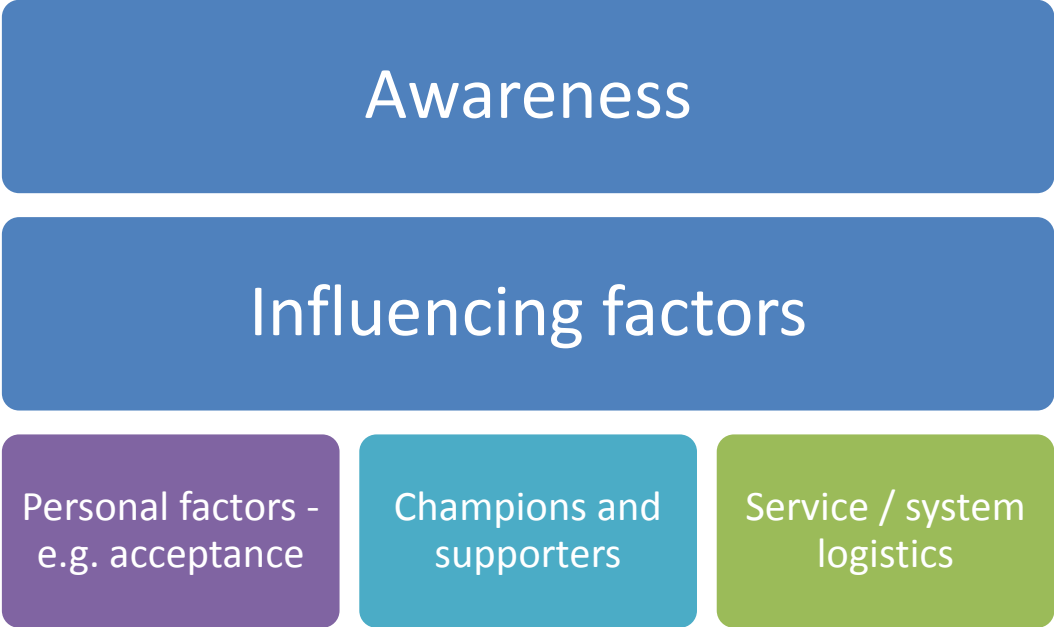 Awareness
Influencing factors
Personal factors -
e.g. acceptance
Champions and
supporters
Service / system
logistics